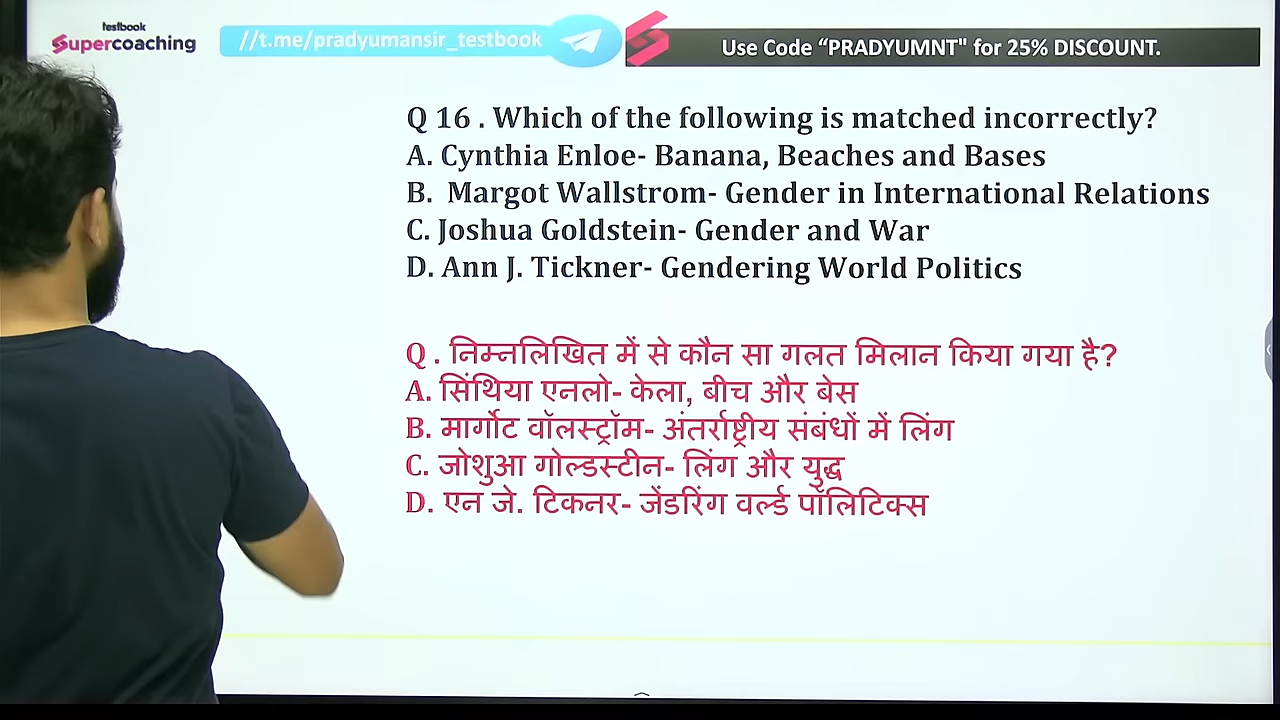 testbook
Supercoaching
//t.me/pradyumansir_testbook
Use Code “PRADYUMNT" for 25% DISCOUNT.
Q 16 . Which of the following is matched incorrectly?
A. Cynthia Enloe- Banana, Beaches and Bases
B. Margot Wallstrom- Gender in International Relations
C. Joshua Goldstein- Gender and War
D. Ann J. Tickner- Gendering World Politics
Q . निम्नलिखित में से कौन सा गलत मिलान किया गया है?
A. सिंथिया एनलो- केला, बीच और बेस
B. मार्गोट वॉलस्ट्रॉम- अंतर्राष्ट्रीय संबंधों में लिंग
C. जोशुआ गोल्डस्टीन- लिंग और युद्ध
D. एन जे. टिकनर- जेंडरिंग वर्ल्ड पॉलिटिक्स